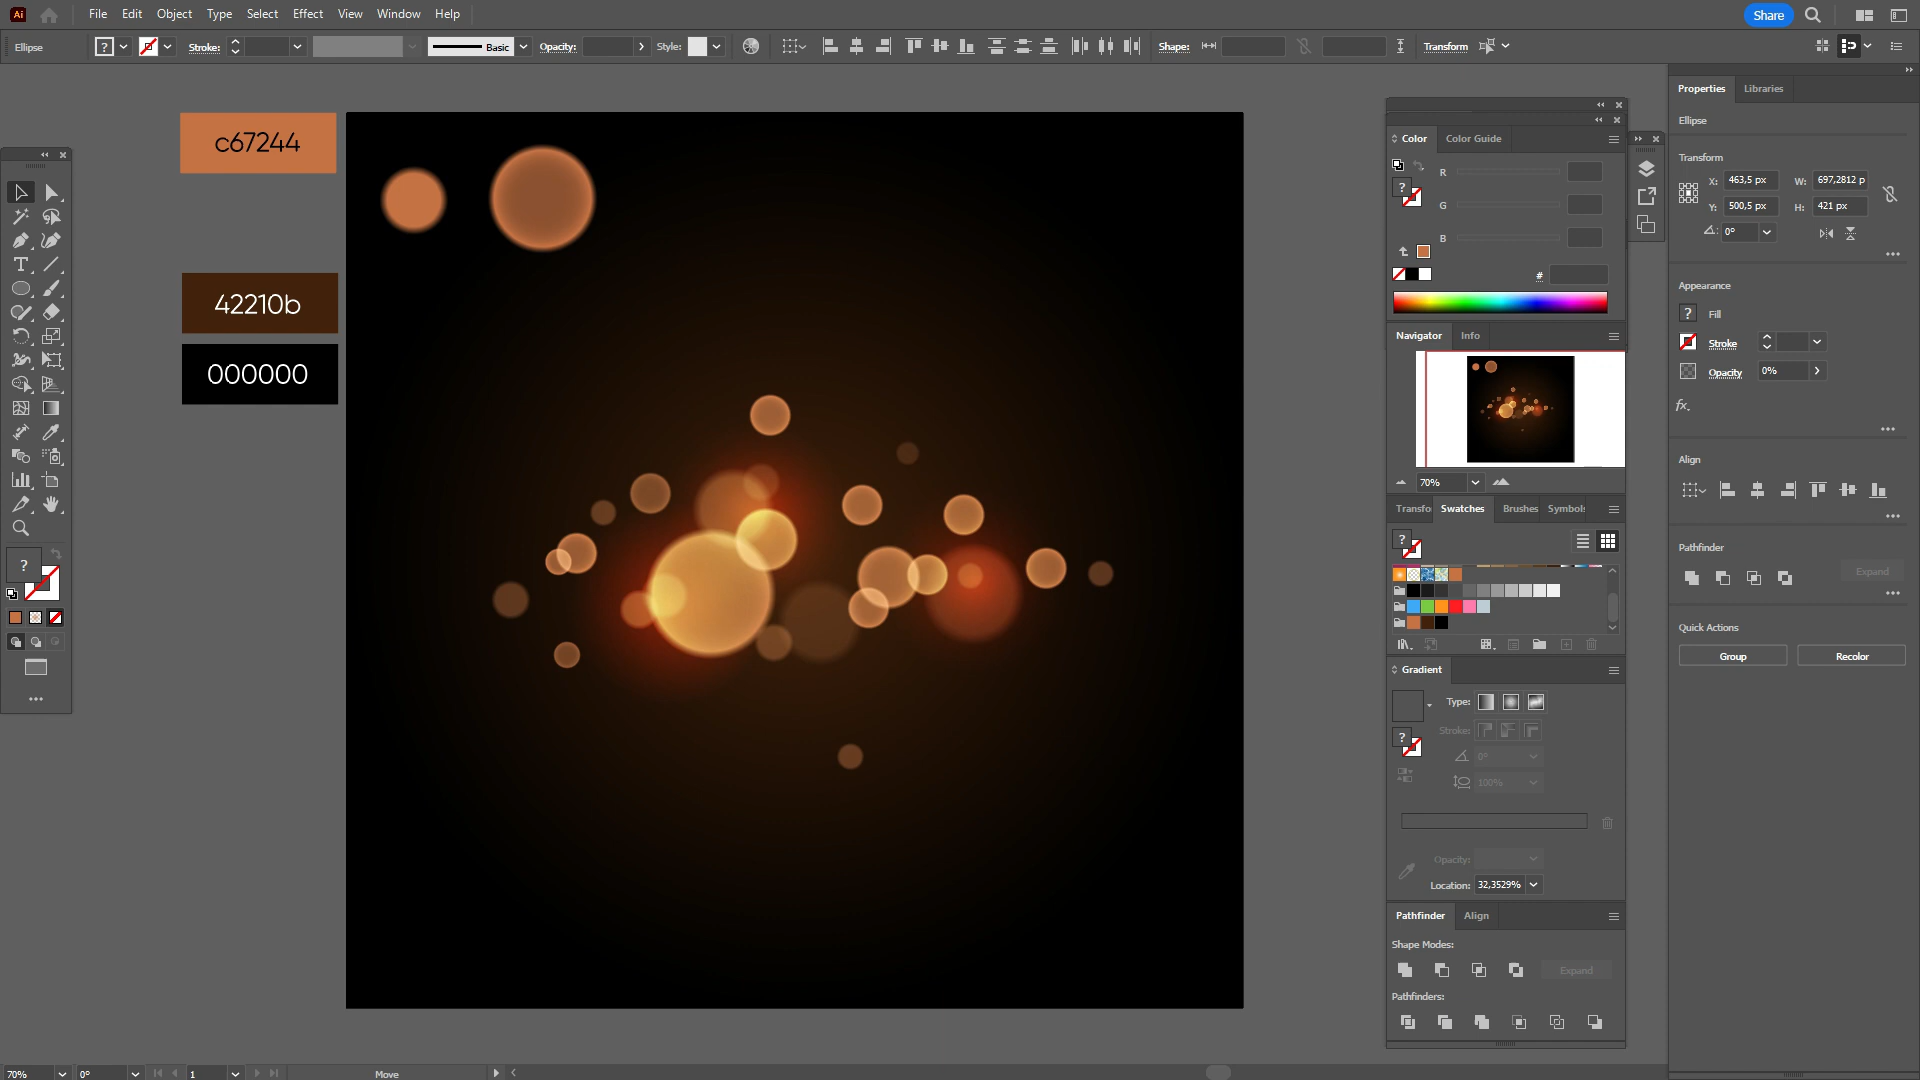 Ai File Edit Object Type Select Effect View Window Help Share
Ellipse ? Stroke: Basic Opacity: Style: Shape: Transform
Properties Libraries
Ellipse
Transform
X: 463,5 px W: 697,2812 p
Y: 500,5 px H: 421 px
0°
Appearance
? Fill
Stroke
Opacity 0%
fx.
Align
Pathfinder
Expand
Quick Actions
Group Recolor
c67244
42210b
000000
?
Color Color Guide
R
? G
B
#
Navigator Info
70%
Transfo Swatches Brushes Symbols
?
Gradient
Type:
Stroke:
?
0°
100%
Opacity:
Location: 32,3529%
Pathfinder Align
Shape Modes:
Expand
Pathfinders:
70% 0° 1 Move